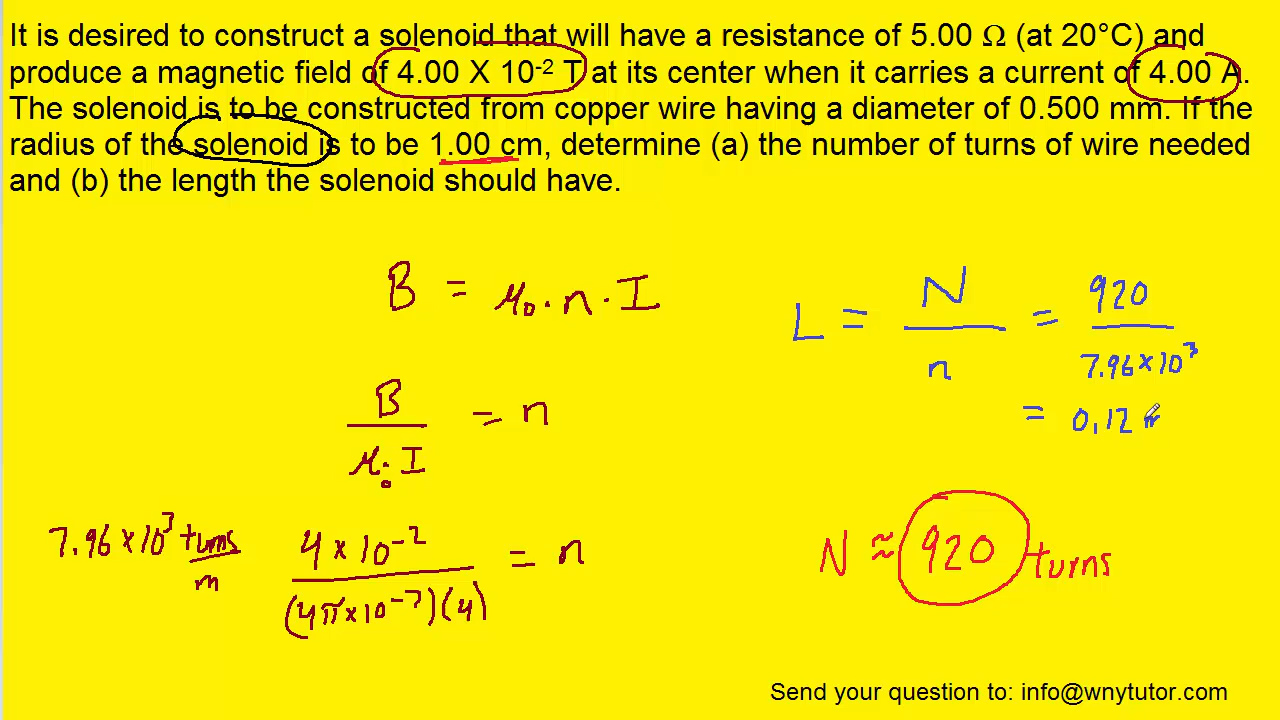 It is desired to construct a solenoid that will have a resistance of 5.00 Ω (at 20°C) and
produce a magnetic field of 4.00 X 10⁻² T at its center when it carries a current of 4.00 A.
The solenoid is to be constructed from copper wire having a diameter of 0.500 mm. If the
radius of the solenoid is to be 1.00 cm, determine (a) the number of turns of wire needed
and (b) the length the solenoid should have.
B = μ₀ · n · I
B / μ₀ · I = n
7.96 × 10³ turns / m
4 × 10⁻² / (4π × 10⁻⁷)(4) = n
L = N / n = 920 / 7.96 × 10³
= 0.12 m
N ≈ 920 turns
Send your question to: info@wnytutor.com